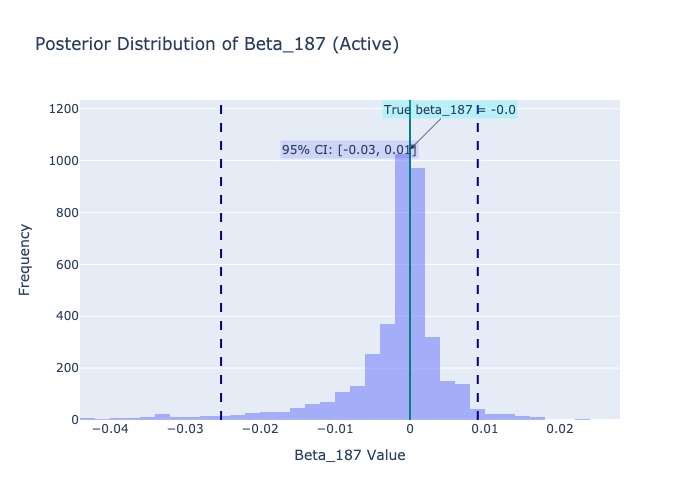 Posterior Distribution of Beta_187 (Active)
1200
True beta_187 = -0.0
95% CI: [-0.03, 0.01]
1000
800
600
400
200
0
Frequency
−0.04 −0.03 −0.02 −0.01 0 0.01 0.02
Beta_187 Value